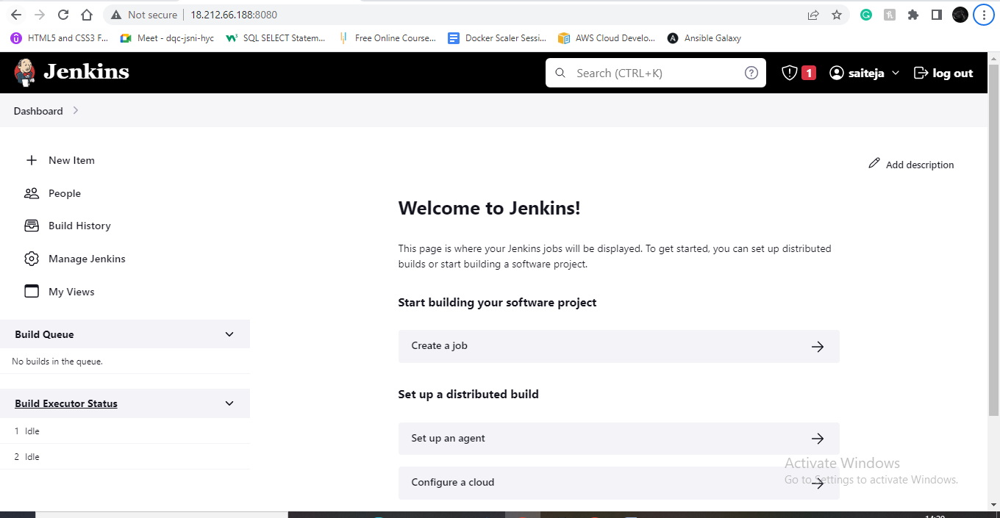 Not secure 18.212.66.188:8080
HTML5 and CSS3 F... Meet - dqc-jsni-hyc SQL SELECT Statem... Free Online Course... Docker Scaler Sessi... AWS Cloud Develo... Ansible Galaxy
Jenkins Search (CTRL+K) 1 saiteja log out
Dashboard
New Item
People
Build History
Manage Jenkins
My Views
Build Queue
No builds in the queue.
Build Executor Status
1 Idle
2 Idle
Add description
Welcome to Jenkins!
This page is where your Jenkins jobs will be displayed. To get started, you can set up distributed
builds or start building a software project.
Start building your software project
Create a job
Set up a distributed build
Set up an agent
Configure a cloud
Activate Windows
Go to Settings to activate Windows.